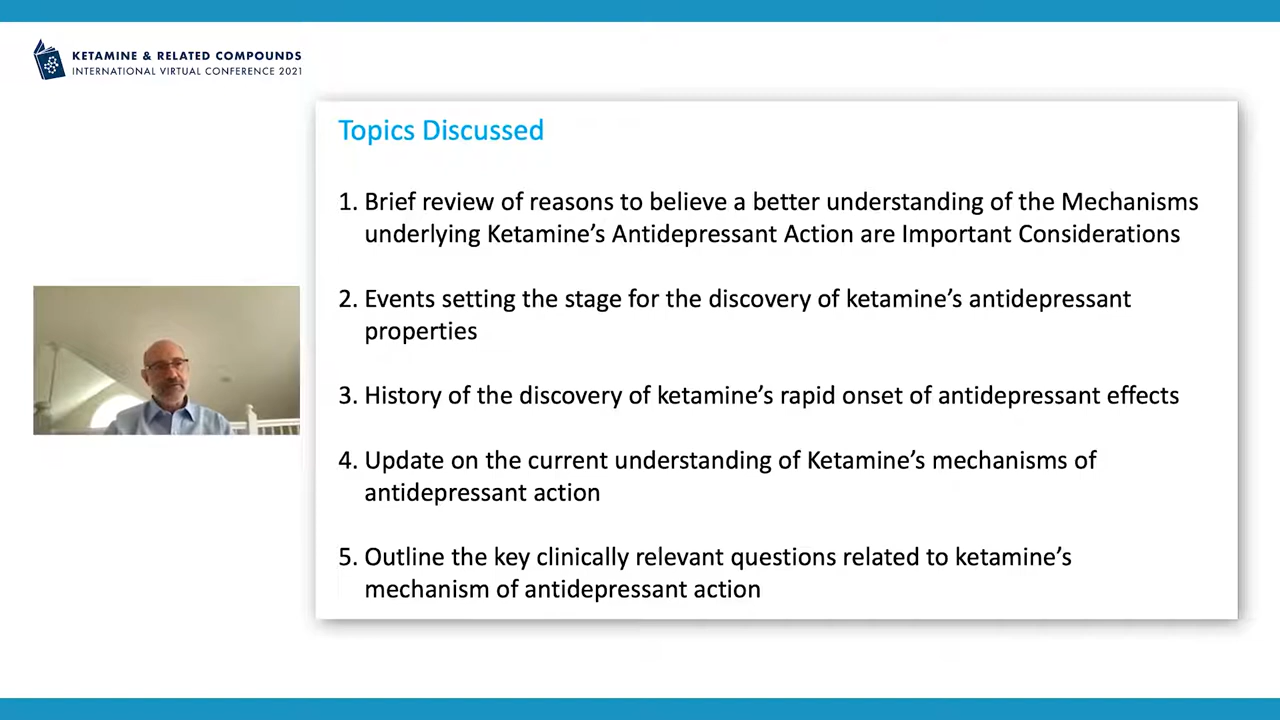 KETAMINE & RELATED COMPOUNDS
INTERNATIONAL VIRTUAL CONFERENCE 2021
Topics Discussed
1. Brief review of reasons to believe a better understanding of the Mechanisms
underlying Ketamine’s Antidepressant Action are Important Considerations
2. Events setting the stage for the discovery of ketamine’s antidepressant
properties
3. History of the discovery of ketamine’s rapid onset of antidepressant effects
4. Update on the current understanding of Ketamine’s mechanisms of
antidepressant action
5. Outline the key clinically relevant questions related to ketamine’s
mechanism of antidepressant action